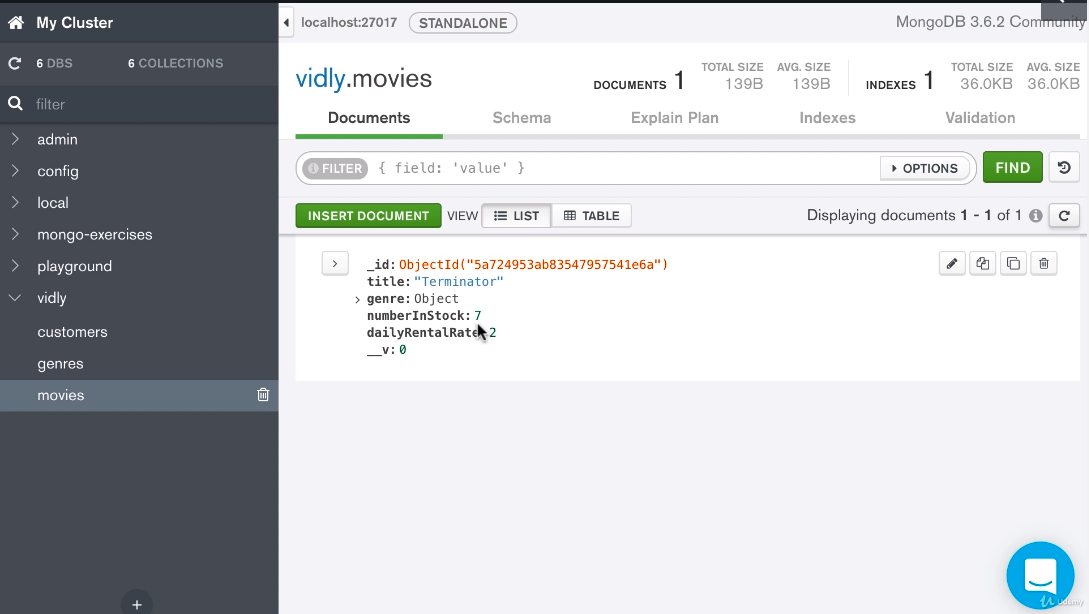 My Cluster
6 DBS 6 COLLECTIONS
filter
admin
config
local
mongo-exercises
playground
vidly
customers
genres
movies
localhost:27017 STANDALONE MongoDB 3.6.2 Community
vidly.movies
DOCUMENTS 1 TOTAL SIZE 139B AVG. SIZE 139B INDEXES 1 TOTAL SIZE 36.0KB AVG. SIZE 36.0KB
Documents Schema Explain Plan Indexes Validation
FILTER { field: 'value' } OPTIONS FIND
INSERT DOCUMENT VIEW LIST TABLE Displaying documents 1 - 1 of 1
_id: ObjectId("5a724953ab83547957541e6a")
title: "Terminator"
genre: Object
numberInStock: 7
dailyRentalRate 2
__v: 0
Udemy